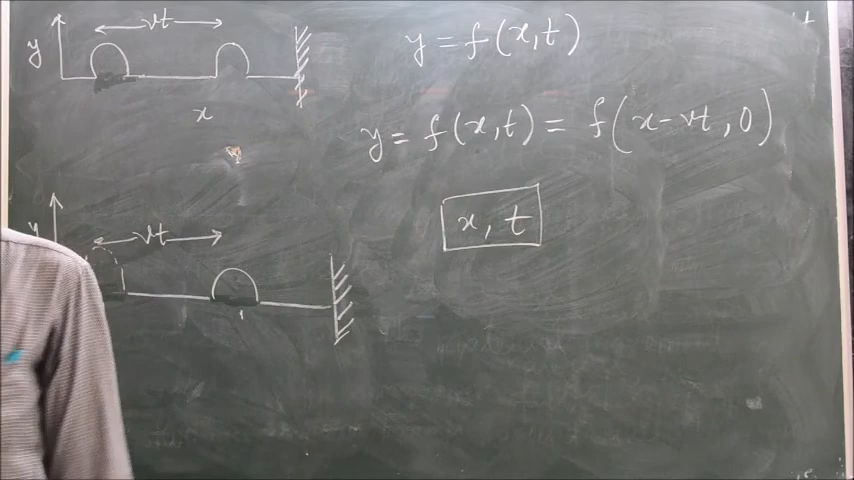 vt
y
x
y = f(x,t)
y = f(x,t) = f(x-vt,0)
x, t
vt
y